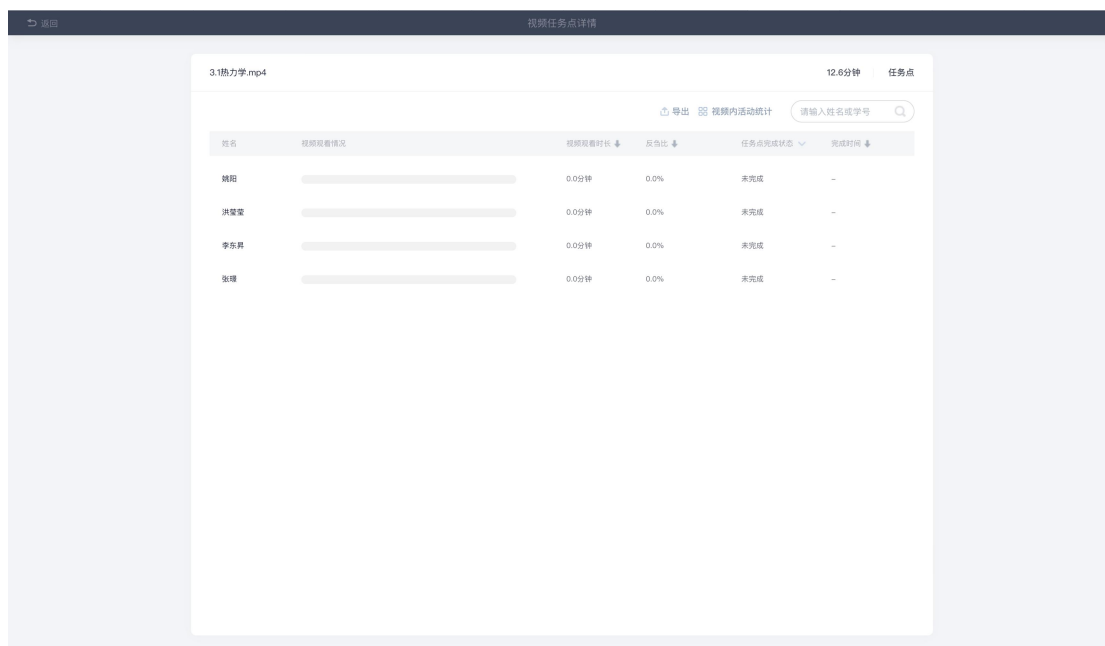 返回 视频任务点详情
3.1热力学.mp4 12.6分钟 任务点
导出 视频内活动统计 请输入姓名或学号
姓名 视频观看情况 视频观看时长 反刍比 任务点完成状态 完成时间
姚阳 0.0分钟 0.0% 未完成 –
洪莹莹 0.0分钟 0.0% 未完成 –
李东昇 0.0分钟 0.0% 未完成 –
张璟 0.0分钟 0.0% 未完成 –